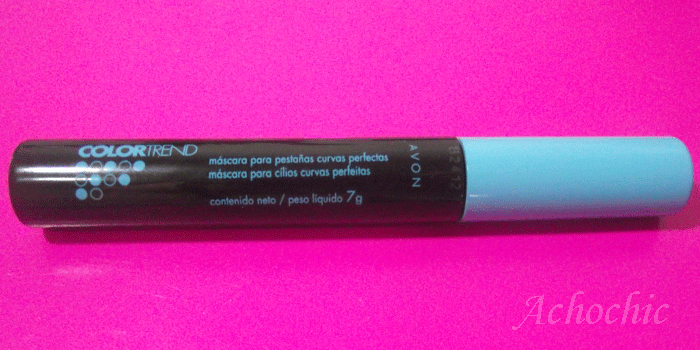 COLORTREND
máscara para pestañas curvas perfectas
máscara para cílios curvas perfeitas
contenido neto / peso líquido 7g
AVON
Achochic